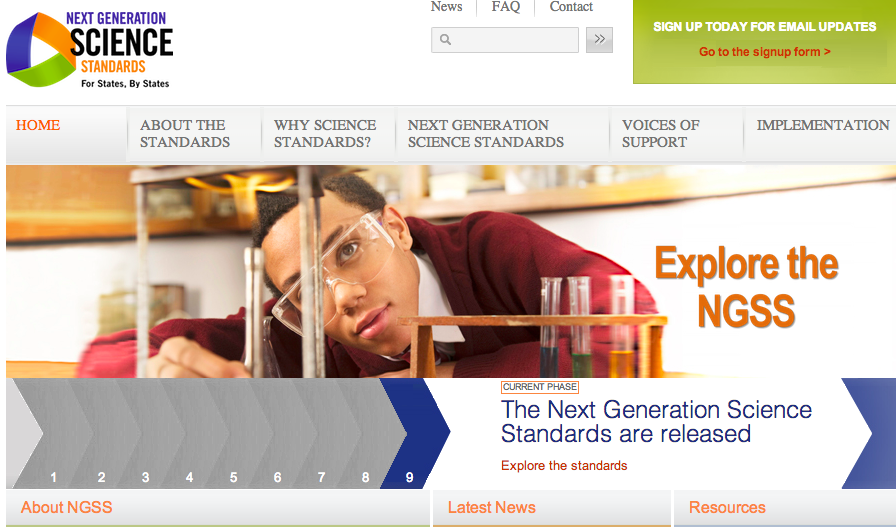 NEXT GENERATION
SCIENCE
STANDARDS
For States, By States
News
FAQ
Contact
SIGN UP TODAY FOR EMAIL UPDATES
Go to the signup form >
HOME
ABOUT THE
STANDARDS
WHY SCIENCE
STANDARDS?
NEXT GENERATION
SCIENCE STANDARDS
VOICES OF
SUPPORT
IMPLEMENTATION
Explore the
NGSS
1 2 3 4 5 6 7 8 9
CURRENT PHASE
The Next Generation Science
Standards are released
Explore the standards
About NGSS
Latest News
Resources